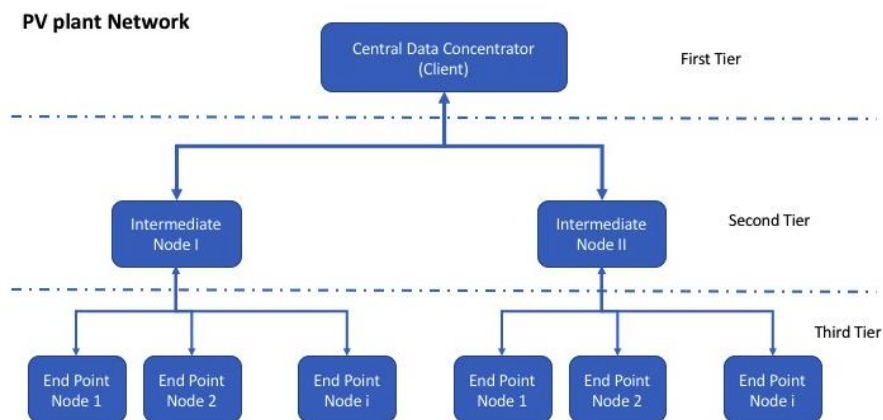 PV plant Network
Central Data Concentrator
(Client)
First Tier
Intermediate
Node I
Intermediate
Node II
Second Tier
Third Tier
End Point
Node 1
End Point
Node 2
End Point
Node i
End Point
Node 1
End Point
Node 2
End Point
Node i